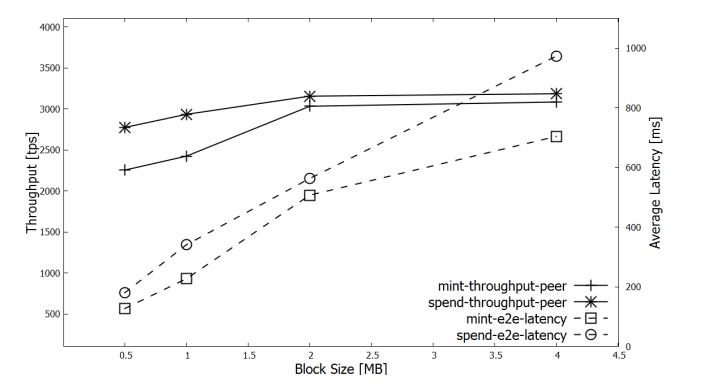 4000
3500
3000
2500
2000
1500
1000
500
Throughput [tps]
1000
800
600
400
200
0
Average Latency [ms]
mint-throughput-peer
spend-throughput-peer
mint-e2e-latency
spend-e2e-latency
0.5 1 1.5 2 2.5 3 3.5 4 4.5
Block Size [MB]